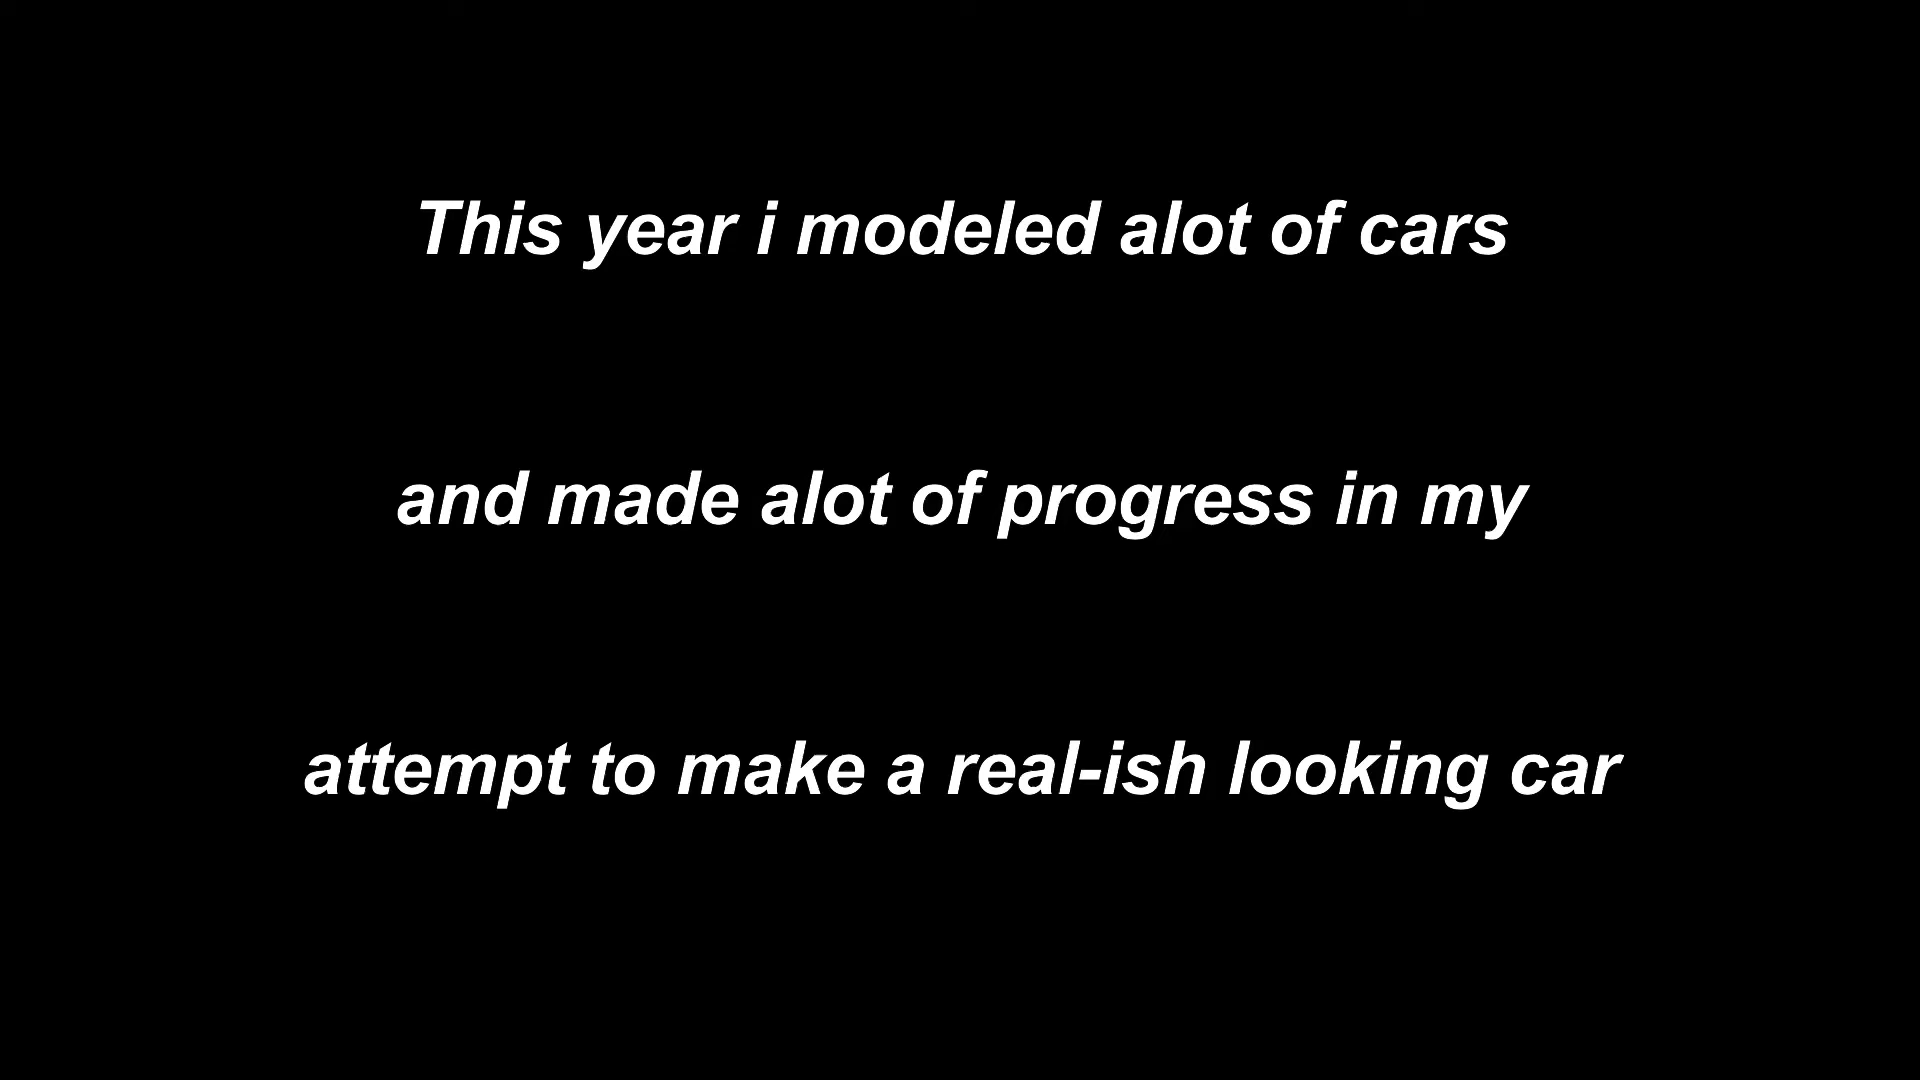 This year i modeled alot of cars
and made alot of progress in my
attempt to make a real-ish looking car